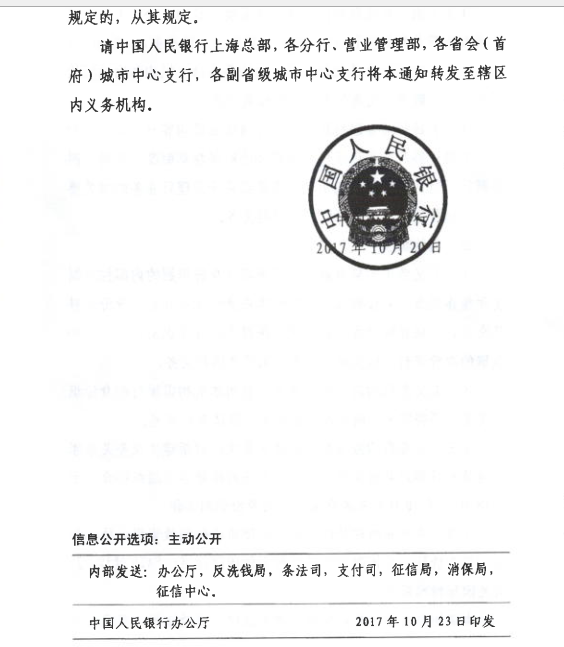 规定的，从其规定。
请中国人民银行上海总部，各分行、营业管理部，各省会（首
府）城市中心支行，各副省级城市中心支行将本通知转发至辖区
内义务机构。
中国人民银行
2017年10月20日
信息公开选项：主动公开
内部发送：办公厅，反洗钱局，条法司，支付司，征信局，消保局，
征信中心。
中国人民银行办公厅 2017年10月23日印发